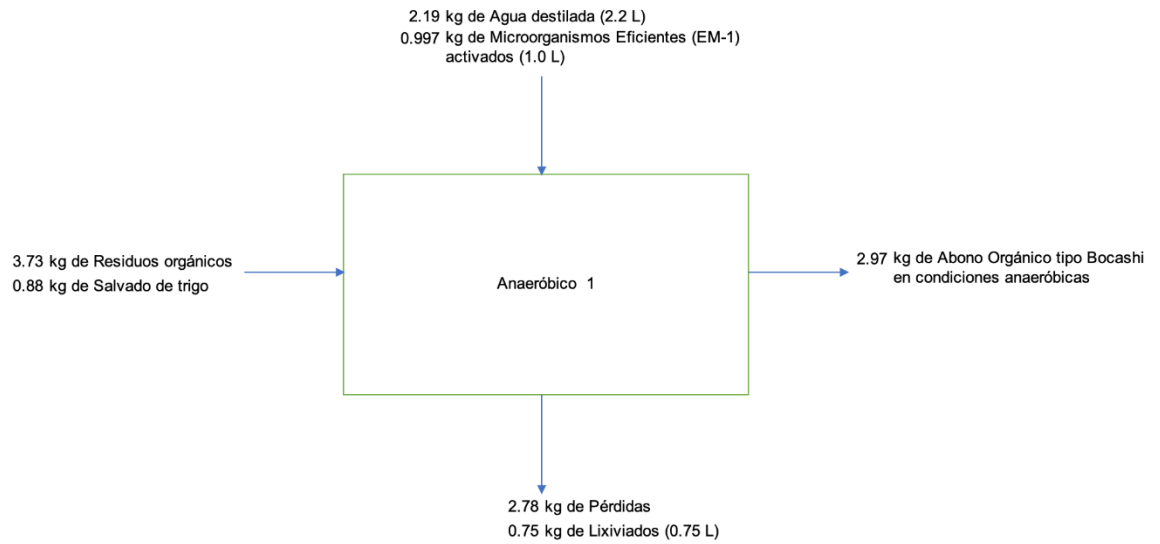 2.19 kg de Agua destilada (2.2 L)
0.997 kg de Microorganismos Eficientes (EM-1)
activados (1.0 L)
3.73 kg de Residuos orgánicos
0.88 kg de Salvado de trigo
Anaeróbico 1
2.97 kg de Abono Orgánico tipo Bocashi
en condiciones anaeróbicas
2.78 kg de Pérdidas
0.75 kg de Lixiviados (0.75 L)